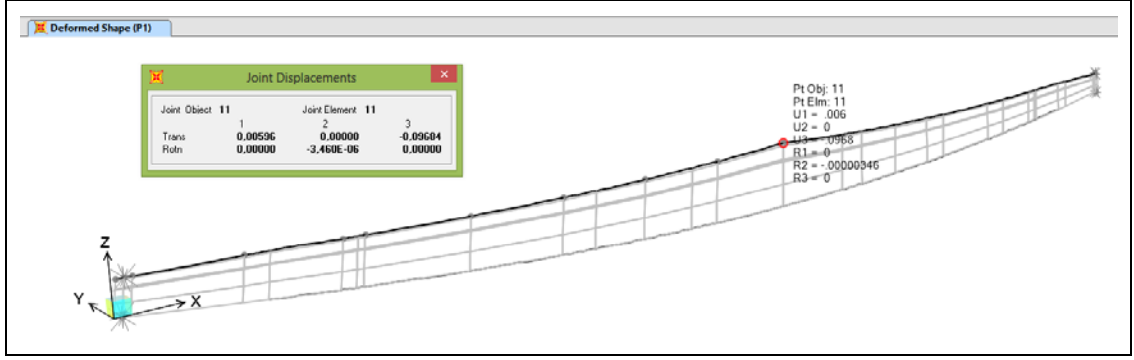 Deformed Shape (P1)
Joint Displacements
Joint Object 11 Joint Element 11
1 2 3
Trans 0.00596 0.00000 -0.09684
Rotn 0.00000 -3.460E-06 0.00000
Pt Obj: 11
Pt Elm: 11
U1 = .006
U2 = 0
U3 = -.0968
R1 = 0
R2 = -.00000346
R3 = 0
Z
Y
X